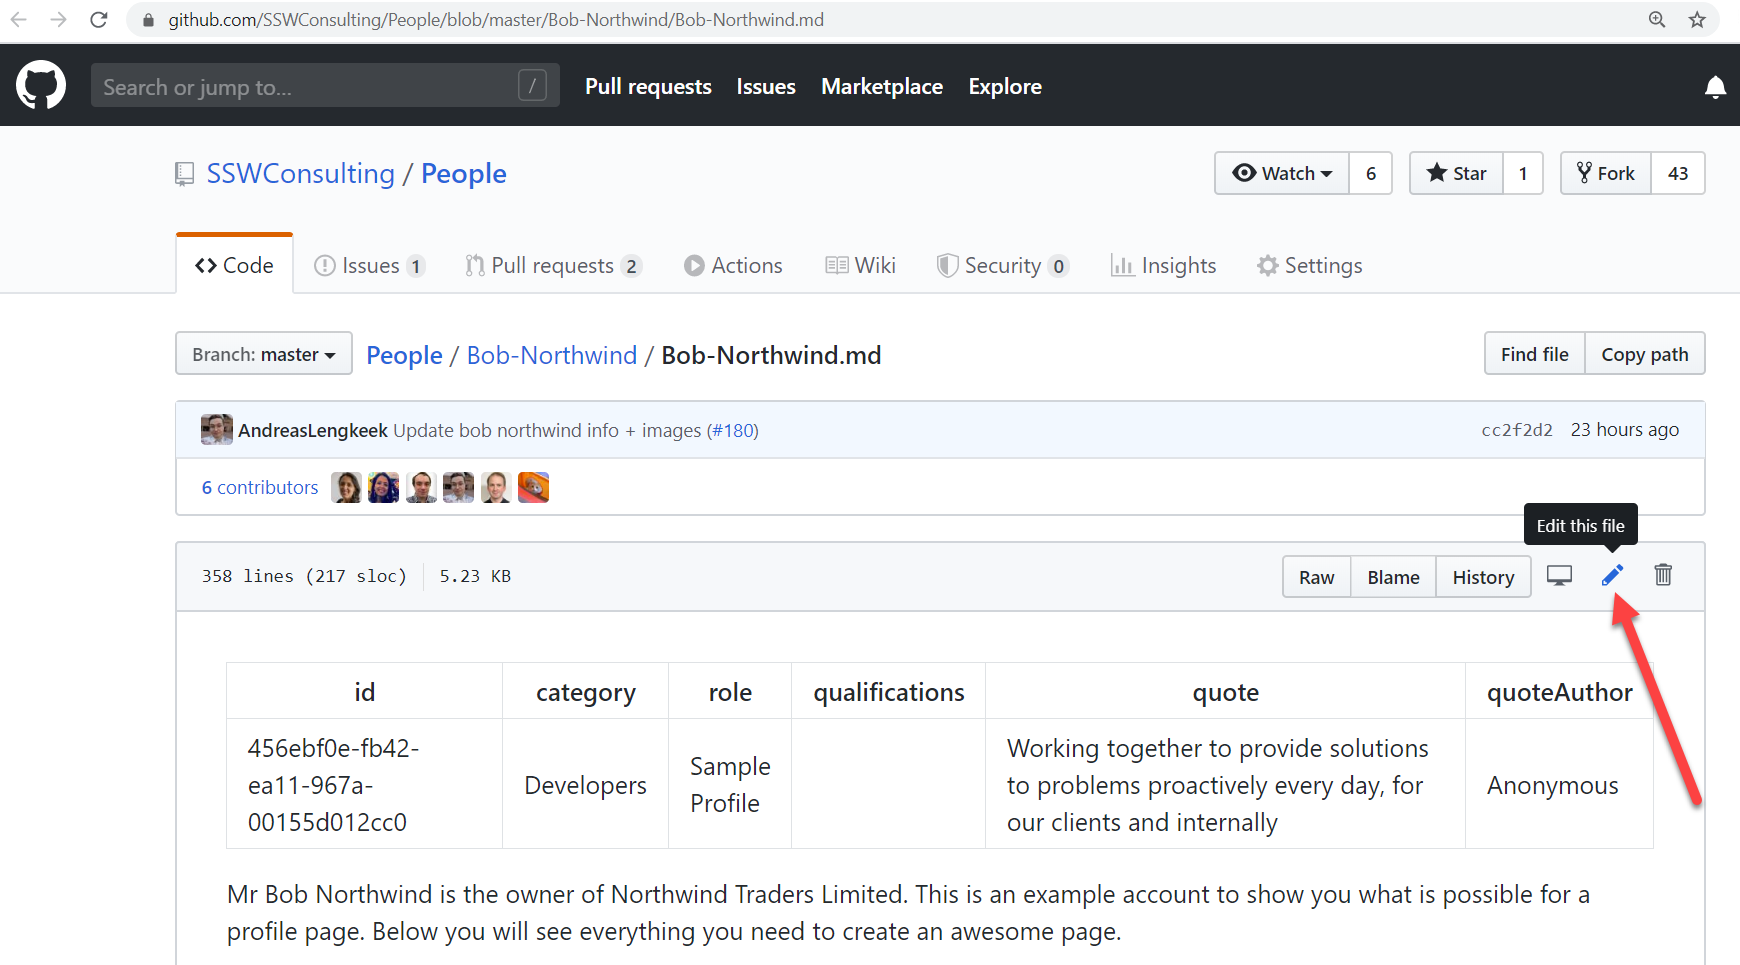 github.com/SSWConsulting/People/blob/master/Bob-Northwind/Bob-Northwind.md
Search or jump to... / Pull requests Issues Marketplace Explore
SSWConsulting / People Watch 6 Star 1 Fork 43
Code Issues 1 Pull requests 2 Actions Wiki Security 0 Insights Settings
Branch: master People / Bob-Northwind / Bob-Northwind.md Find file Copy path
AndreasLengkeek Update bob northwind info + images (#180) cc2f2d2 23 hours ago
6 contributors
Edit this file
358 lines (217 sloc) 5.23 KB Raw Blame History
id category role qualifications quote quoteAuthor
456ebf0e-fb42-
ea11-967a-
00155d012cc0
Developers
Sample
Profile
Working together to provide solutions
to problems proactively every day, for
our clients and internally
Anonymous
Mr Bob Northwind is the owner of Northwind Traders Limited. This is an example account to show you what is possible for a
profile page. Below you will see everything you need to create an awesome page.